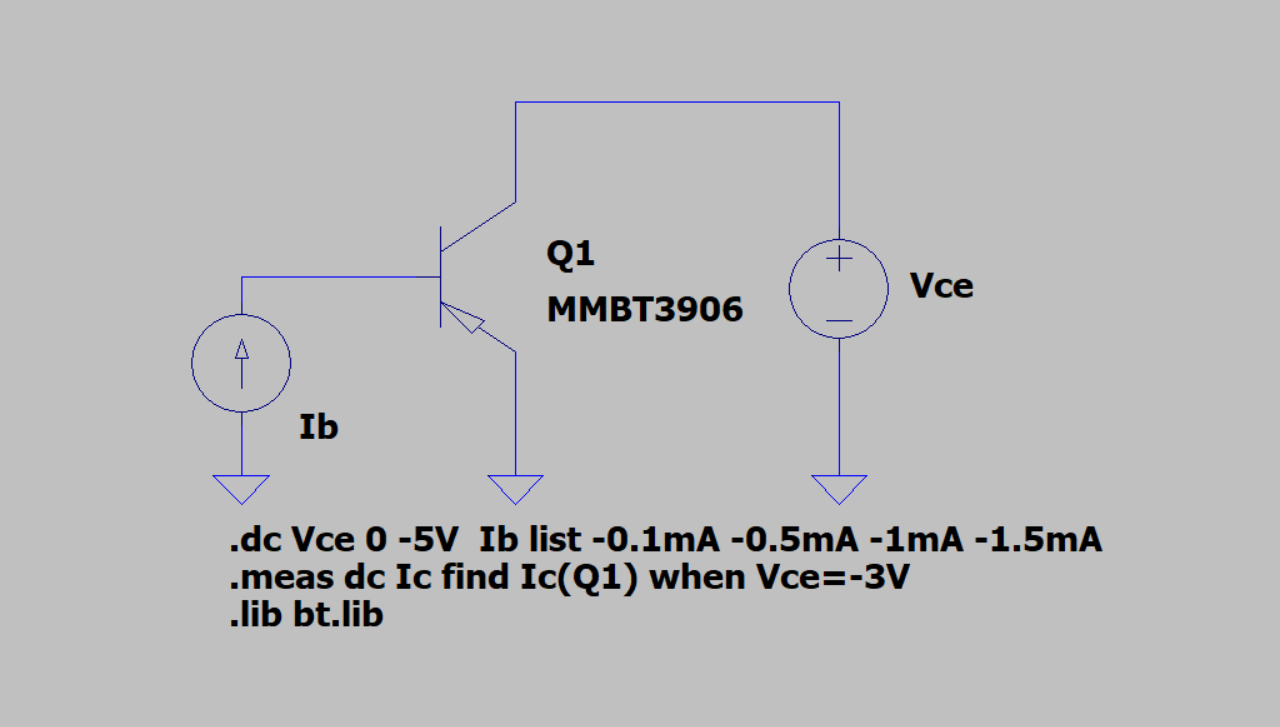 Q1
MMBT3906
Vce
Ib
.dc Vce 0 -5V  Ib list -0.1mA -0.5mA -1mA -1.5mA
.meas dc Ic find Ic(Q1) when Vce=-3V
.lib bt.lib